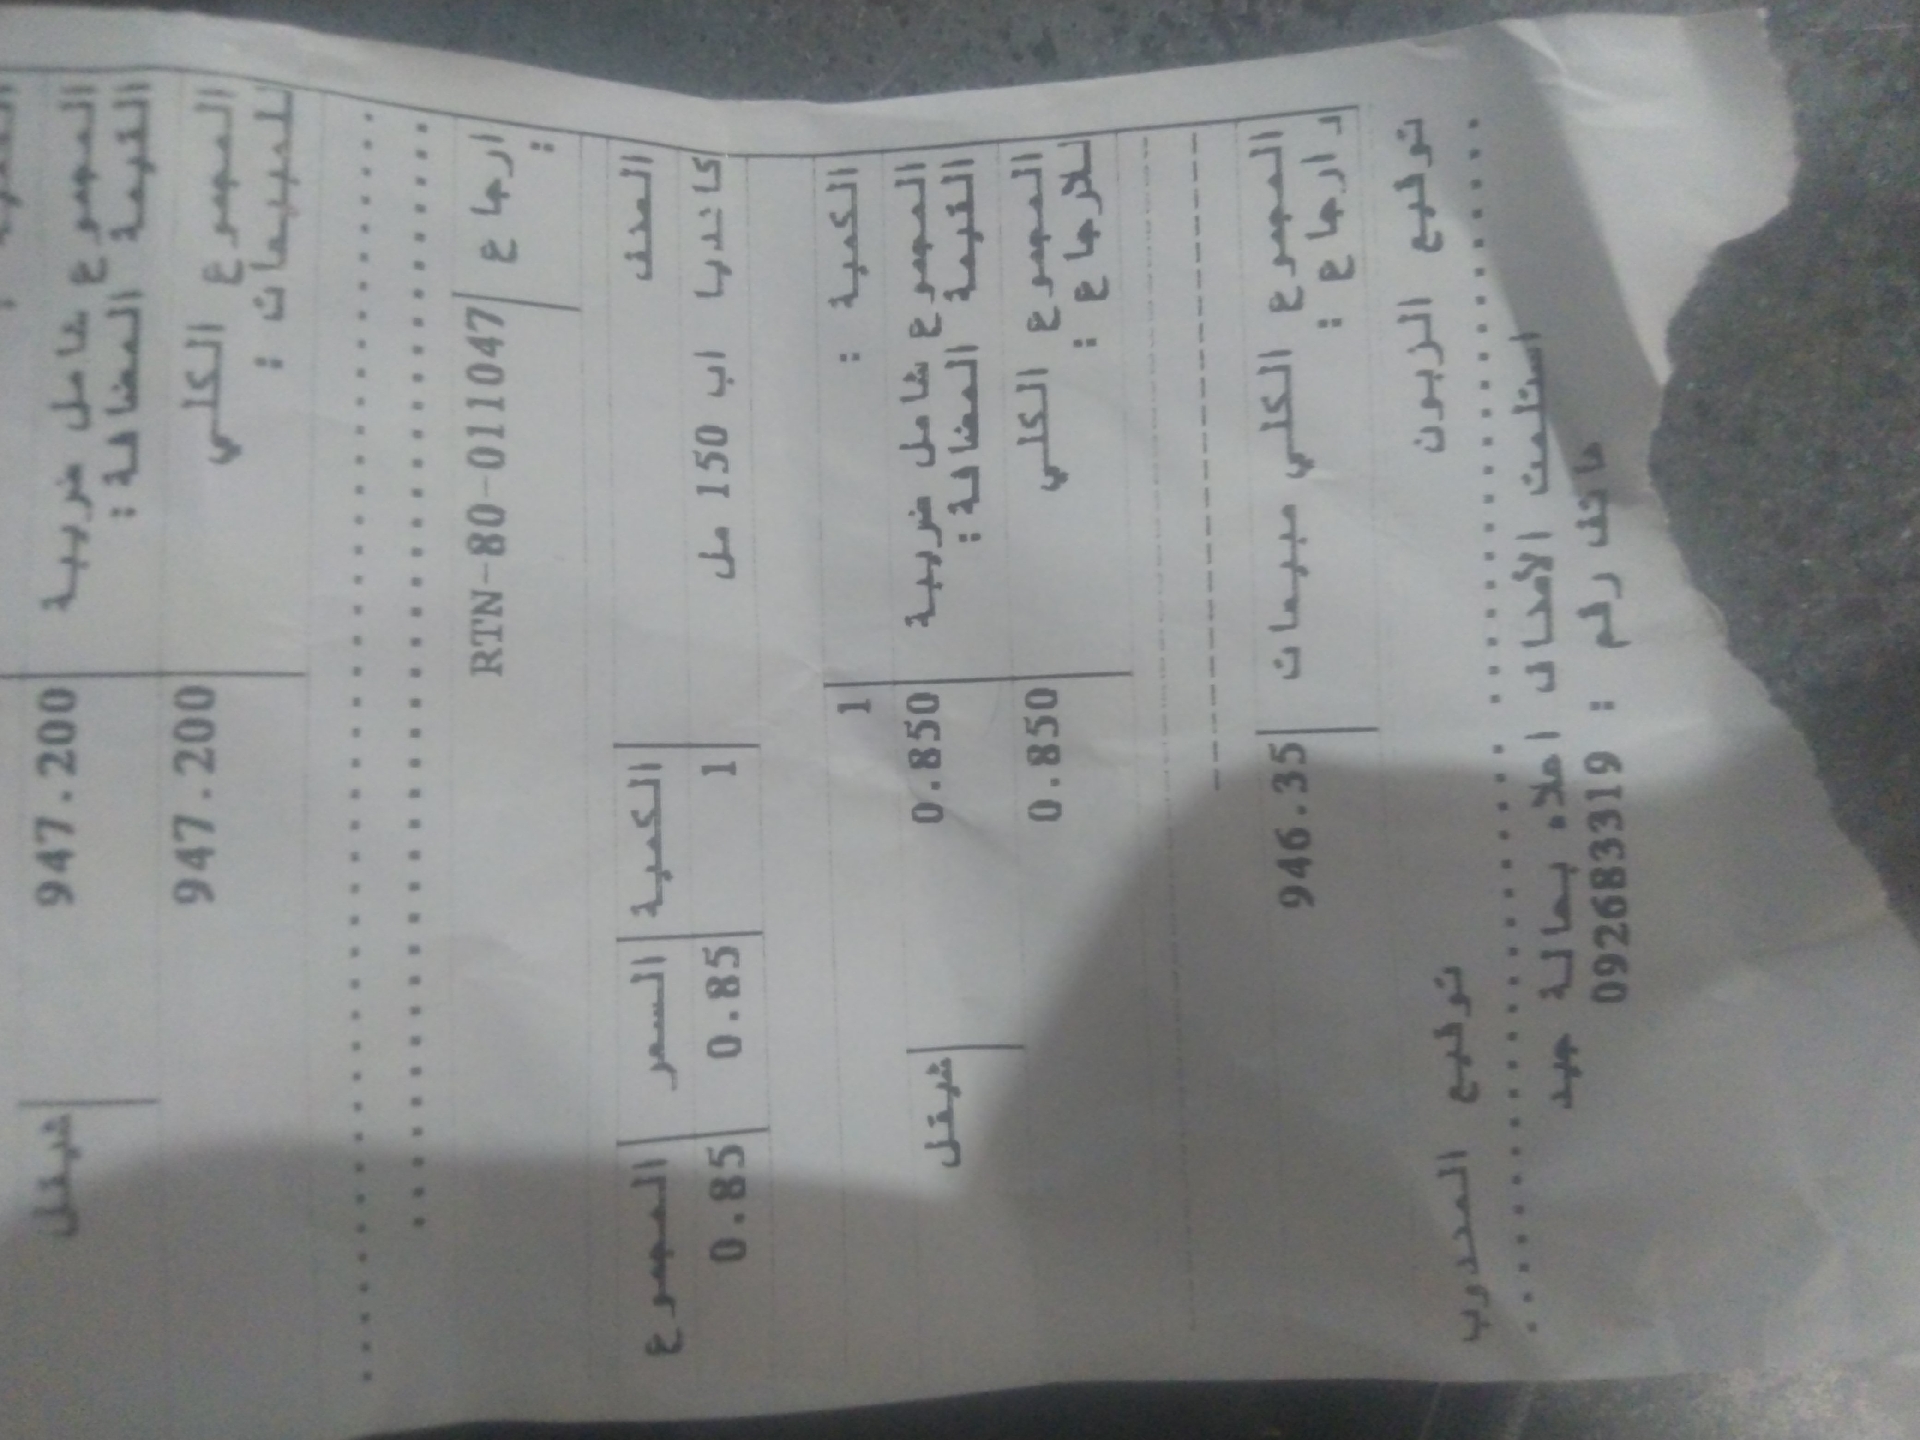 المجموع شامل ضريبة القيمة المضافة : 947.200 شيقل
المجموع الكلي للمبيعات : 947.200
................................
................................
ارجاع : RTN-80-011047
الصنف الكمية السعر المجموع
كانديا اب 150 مل 1 0.85 0.85
الكمية : 1
المجموع شامل ضريبة القيمة المضافة : 0.850 شيقل
المجموع الكلي للارجاع : 0.850
--------------------------------
المجموع الكلي مبيعات و ارجاع : 946.35
توقيع الزبون توقيع المندوب
................................
استلمت الأصناف اعلاه بحالة جيد
هاتف رقم : 092683319